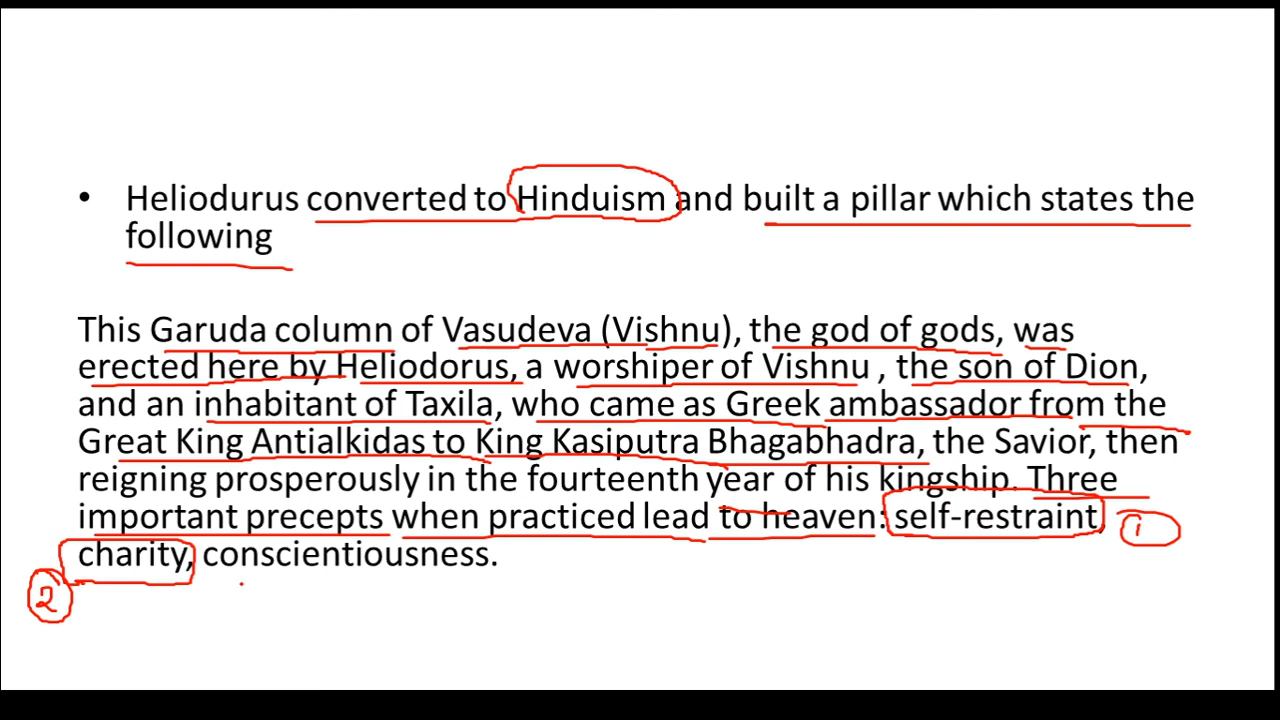 • Heliodurus converted to Hinduism and built a pillar which states the
following
This Garuda column of Vasudeva (Vishnu), the god of gods, was
erected here by Heliodorus, a worshiper of Vishnu , the son of Dion,
and an inhabitant of Taxila, who came as Greek ambassador from the
Great King Antialkidas to King Kasiputra Bhagabhadra, the Savior, then
reigning prosperously in the fourteenth year of his kingship. Three
important precepts when practiced lead to heaven: self-restraint, 1
charity, conscientiousness.
2